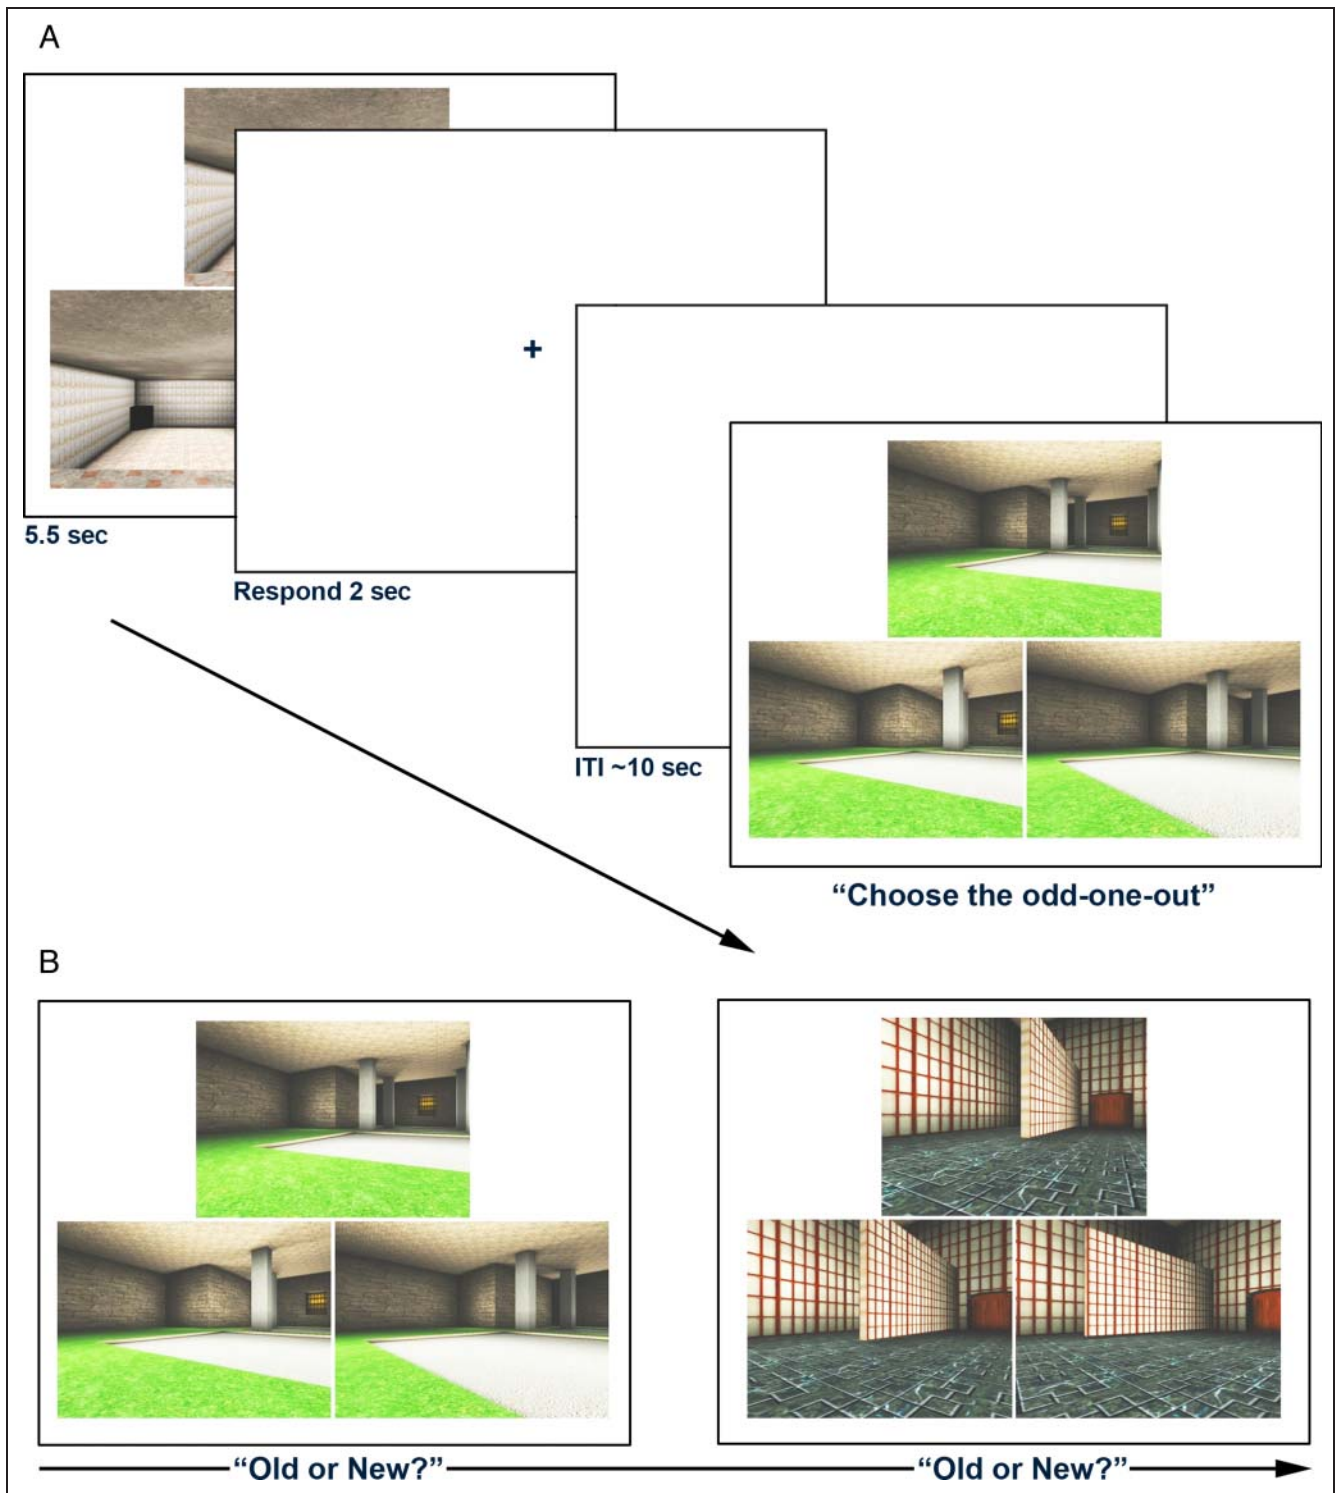 A
+
5.5 sec
Respond 2 sec
ITI ~10 sec
“Choose the odd-one-out”
B
“Old or New?”
“Old or New?”